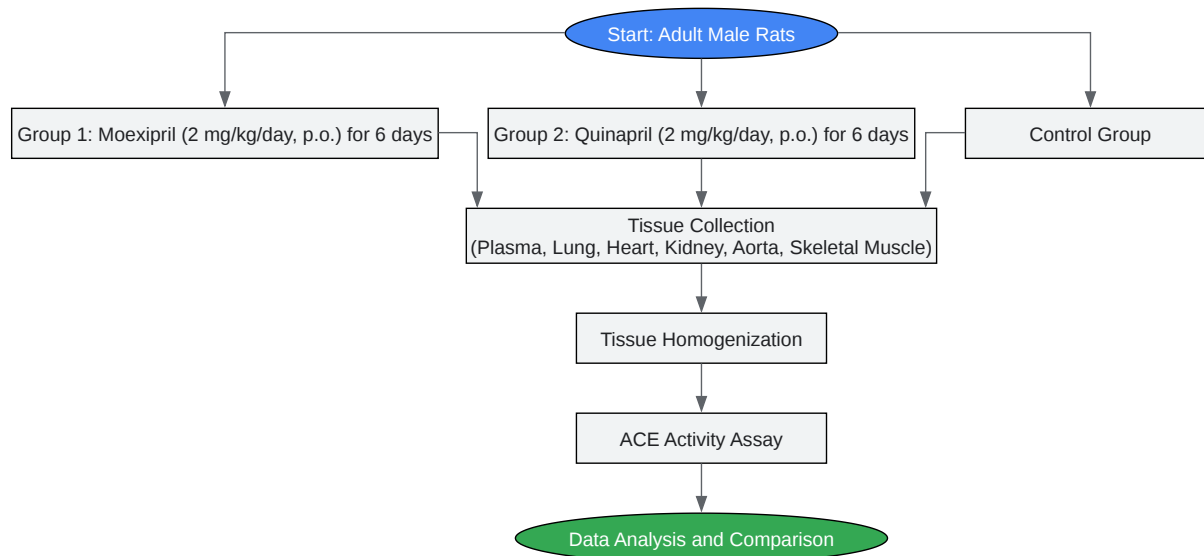 Start: Adult Male Rats
Group 1: Moexipril (2 mg/kg/day, p.o.) for 6 days
Group 2: Quinapril (2 mg/kg/day, p.o.) for 6 days
Control Group
Tissue Collection
(Plasma, Lung, Heart, Kidney, Aorta, Skeletal Muscle)
Tissue Homogenization
ACE Activity Assay
Data Analysis and Comparison